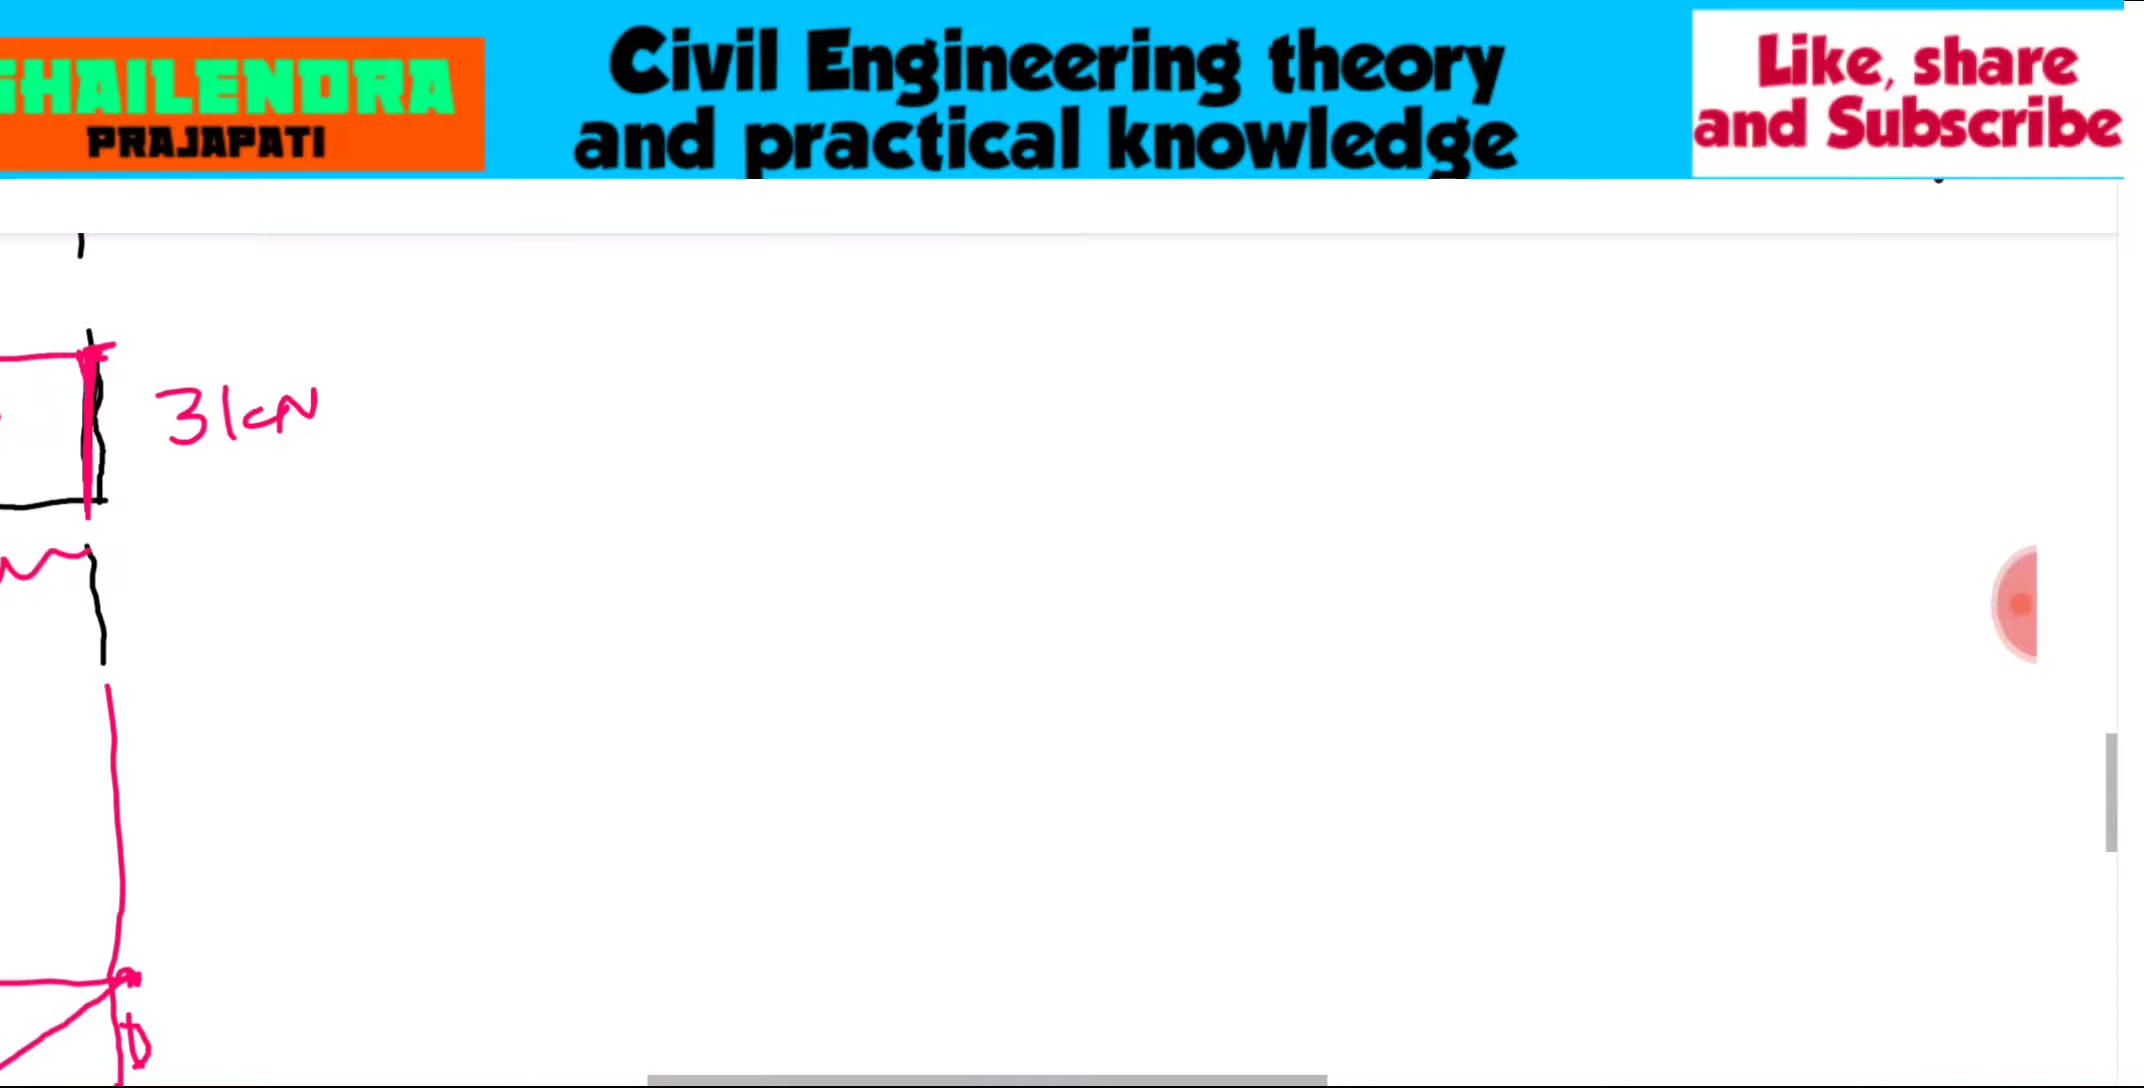 SHAILENDRA
PRAJAPATI
Civil Engineering theory
and practical knowledge
Like, share
and Subscribe
3kN
D